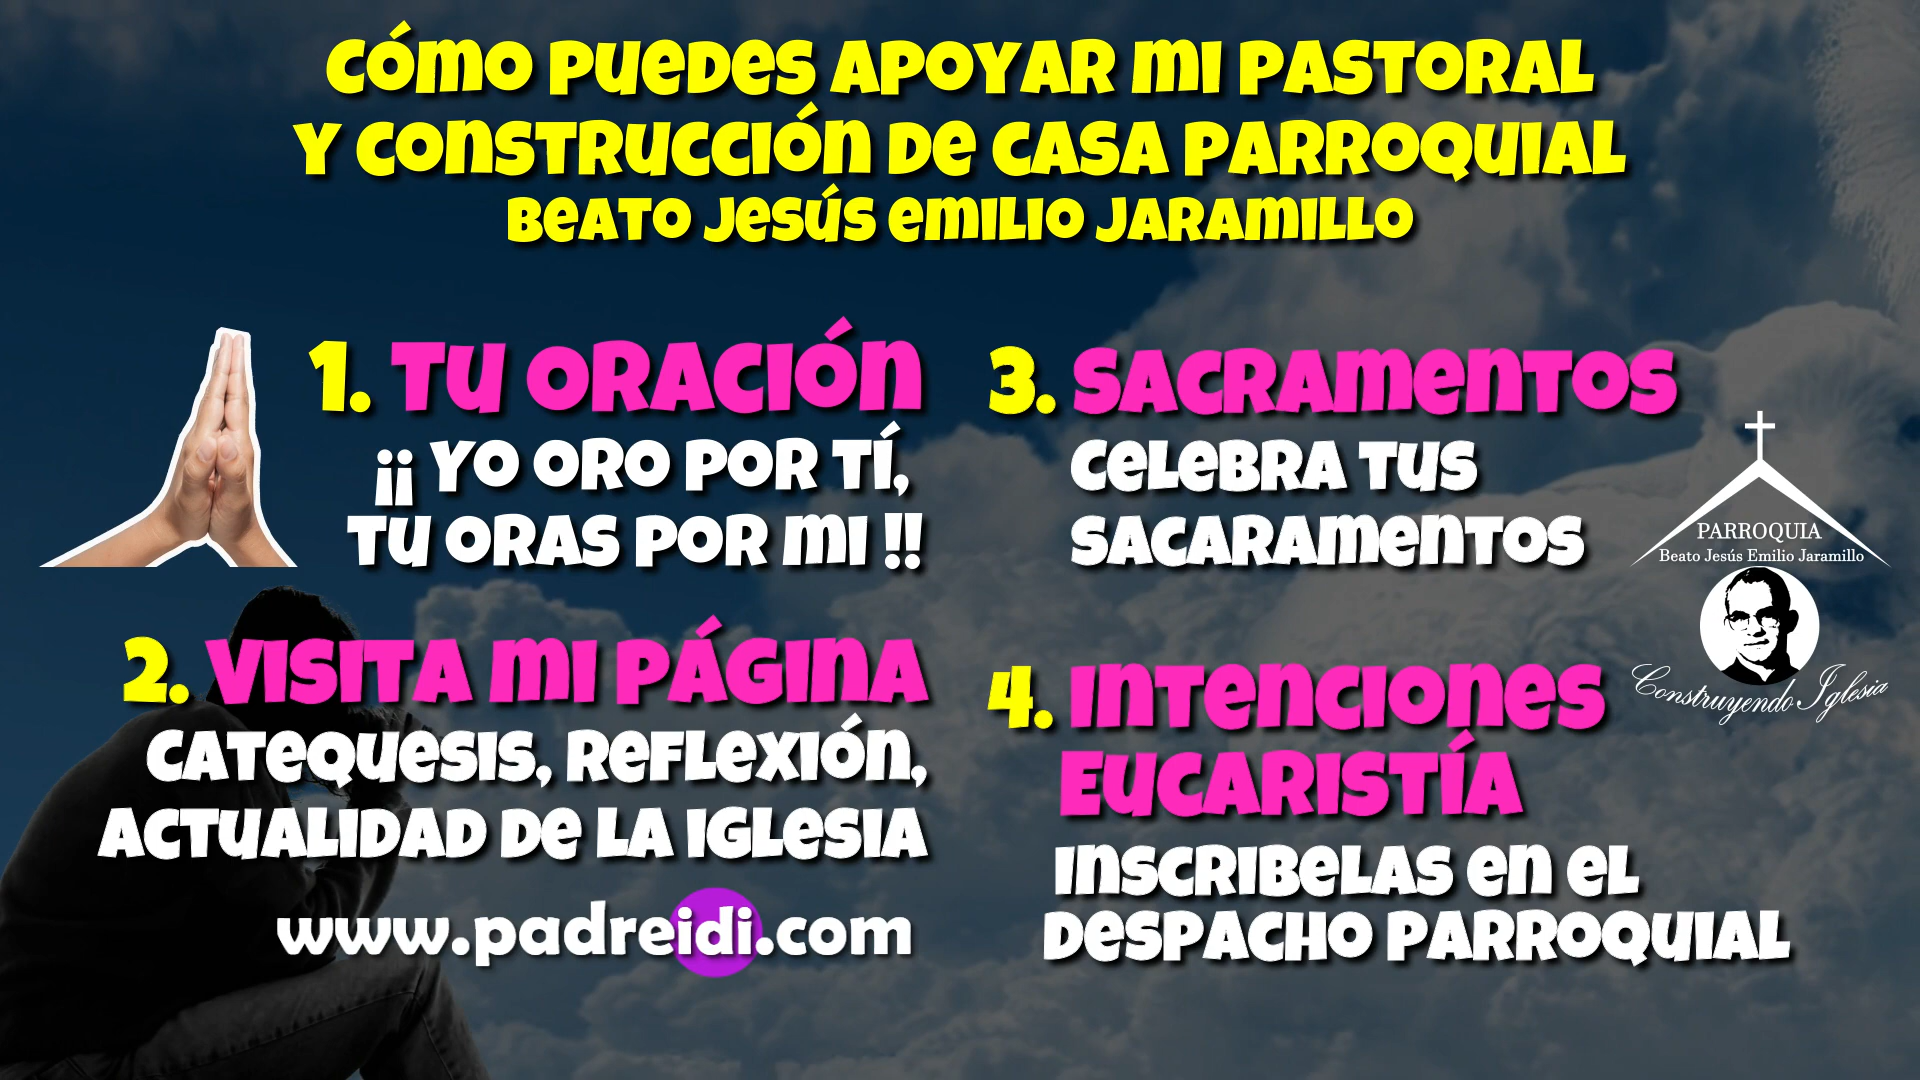 CÓMO PUEDES APOYAR MI PASTORAL
Y CONSTRUCCIÓN DE CASA PARROQUIAL
BEATO JESÚS EMILIO JARAMILLO
1. TU ORACIÓN
¡¡ YO ORO POR TÍ,
TU ORAS POR MI !!
2. VISITA MI PÁGINA
CATEQUESIS, REFLEXIÓN,
ACTUALIDAD DE LA IGLESIA
www.padreidi.com
3. SACRAMENTOS
CELEBRA TUS
SACARAMENTOS
4. INTENCIONES
EUCARISTÍA
INSCRIBELAS EN EL
DESPACHO PARROQUIAL
PARROQUIA
Beato Jesús Emilio Jaramillo
Construyendo Iglesia